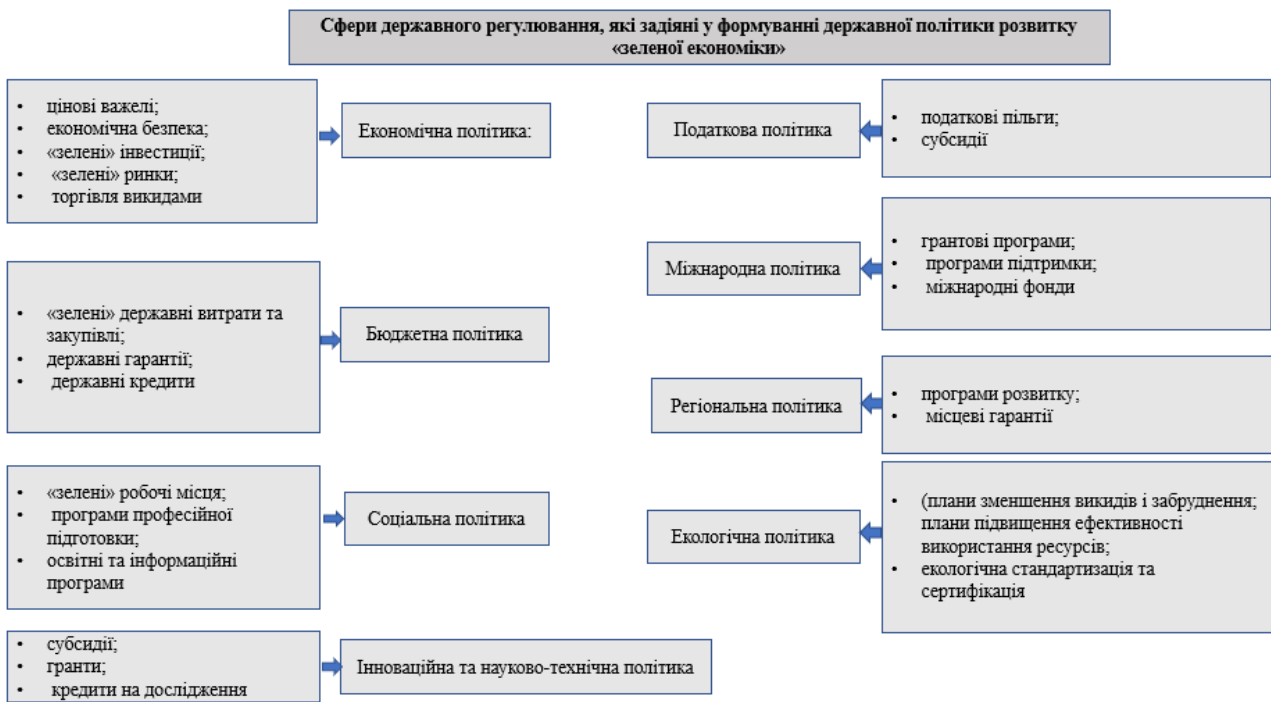 Сфери державного регулювання, які задіяні у формуванні державної політики розвитку
«зеленої економіки»
• цінові важелі;
• економічна безпека;
• «зелені» інвестиції;
• «зелені» ринки;
• торгівля викидами
Економічна політика:
Податкова політика
• податкові пільги;
• субсидії
Міжнародна політика
• грантові програми;
• програми підтримки;
• міжнародні фонди
• «зелені» державні витрати та
закупівлі;
• державні гарантії;
• державні кредити
Бюджетна політика
Регіональна політика
• програми розвитку;
• місцеві гарантії
• «зелені» робочі місця;
• програми професійної
підготовки;
• освітні та інформаційні
програми
Соціальна політика
Екологічна політика
• (плани зменшення викидів і забруднення;
плани підвищення ефективності
використання ресурсів;
• екологічна стандартизація та
сертифікація
• субсидії;
• гранти;
• кредити на дослідження
Інноваційна та науково-технічна політика